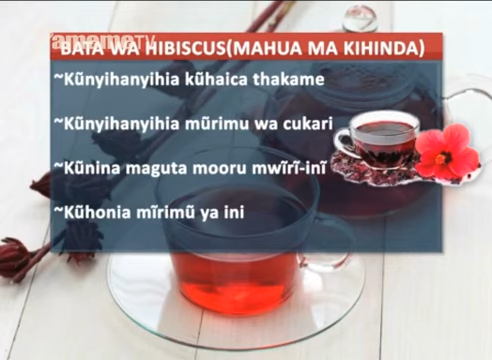 amemeTV
BATA WA HIBISCUS(MAHUA MA KIHINDA)
~Kũnyihanyihia kũhaica thakame
~Kũnyihanyihia mũrimu wa cukari
~Kũnina maguta mooru mwĩrĩ-inĩ
~Kũhonia mĩrimũ ya ini